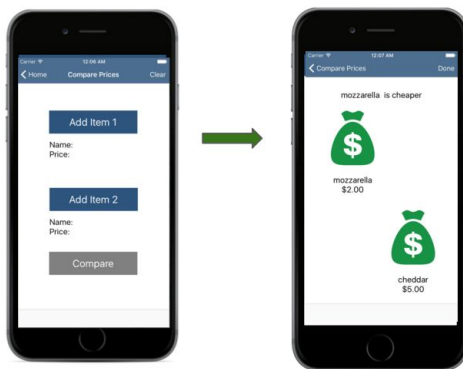 Carrier 12:06 AM
Home Compare Prices Clear
Add Item 1
Name:
Price:
Add Item 2
Name:
Price:
Compare
Carrier 12:07 AM
Compare Prices Done
mozzarella is cheaper
$
mozzarella
$2.00
$
cheddar
$5.00